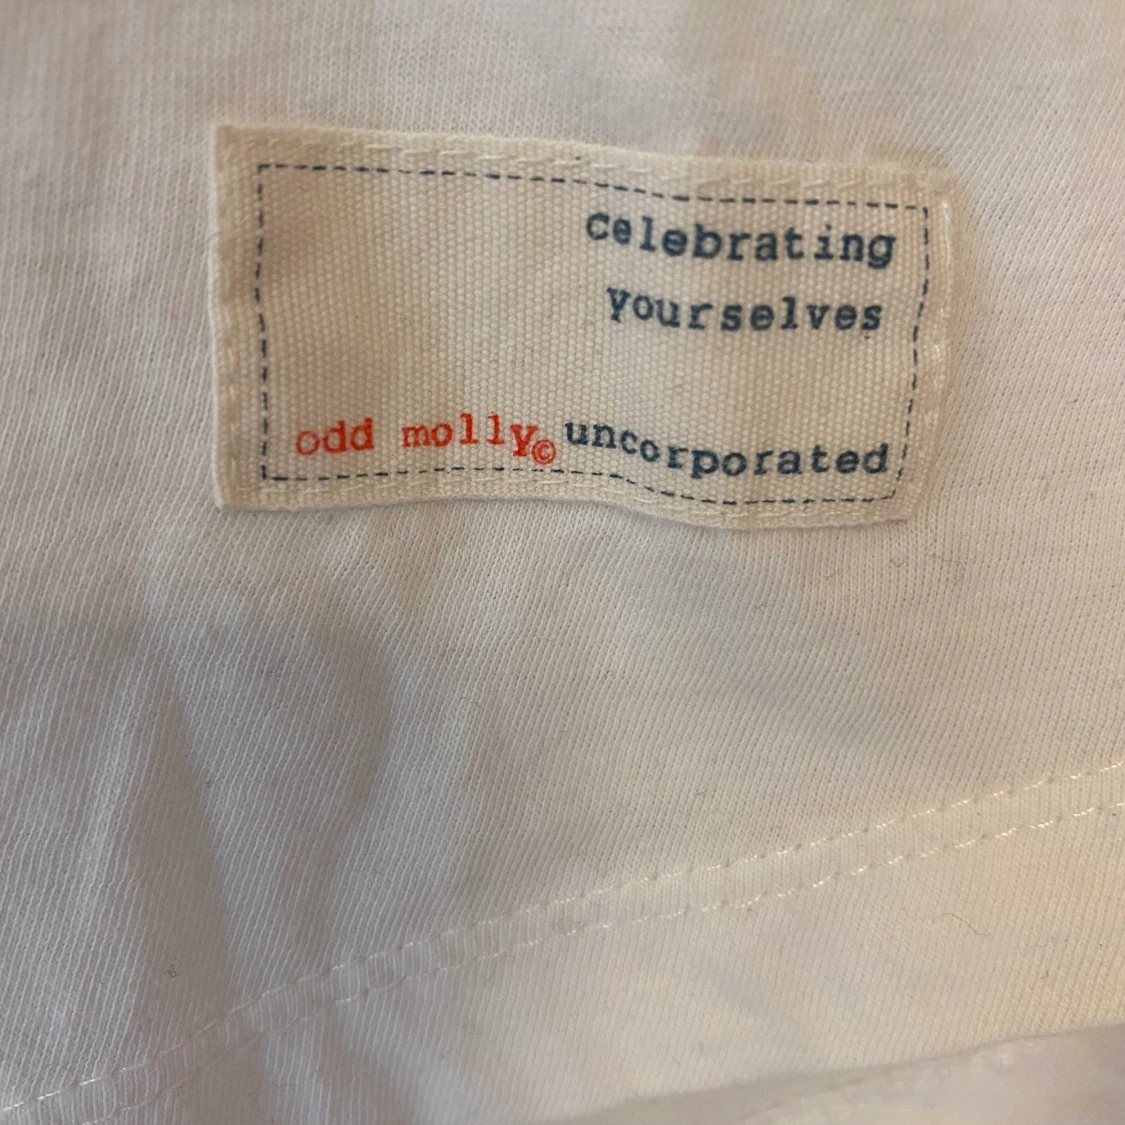 celebrating
yourselves
odd molly© uncorporated